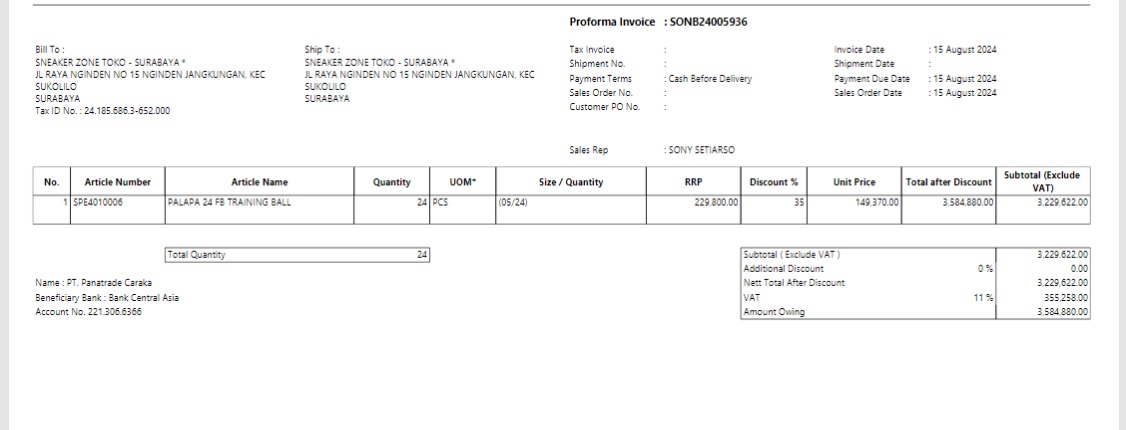 Proforma Invoice : SONB24005936
Bill To :
SNEAKER ZONE TOKO - SURABAYA *
JL RAYA NGINDEN NO 15 NGINDEN JANGKUNGAN, KEC
SUKOLILO
SURABAYA
Tax ID No. : 24.185.686.3-652.000
Ship To :
SNEAKER ZONE TOKO - SURABAYA *
JL RAYA NGINDEN NO 15 NGINDEN JANGKUNGAN, KEC
SUKOLILO
SURABAYA
Tax Invoice :
Shipment No. :
Payment Terms : Cash Before Delivery
Sales Order No. :
Customer PO No. :
Invoice Date : 15 August 2024
Shipment Date :
Payment Due Date : 15 August 2024
Sales Order Date : 15 August 2024
Sales Rep : SONY SETIARSO
No. Article Number Article Name Quantity UOM* Size / Quantity RRP Discount % Unit Price Total after Discount Subtotal (Exclude VAT)
1 SPE4010006 PALAPA 24 FB TRAINING BALL 24 PCS (05/24) 229.800.00 35 149.370.00 3,584,880.00 3,229,622.00
Total Quantity 24
Subtotal ( Exclude VAT ) 3,229,622.00
Additional Discount 0 % 0.00
Nett Total After Discount 3,229,622.00
VAT 11 % 355,258.00
Amount Owing 3,584,880.00
Name : PT. Panatrade Caraka
Beneficiary Bank : Bank Central Asia
Account No. 221.306.6366